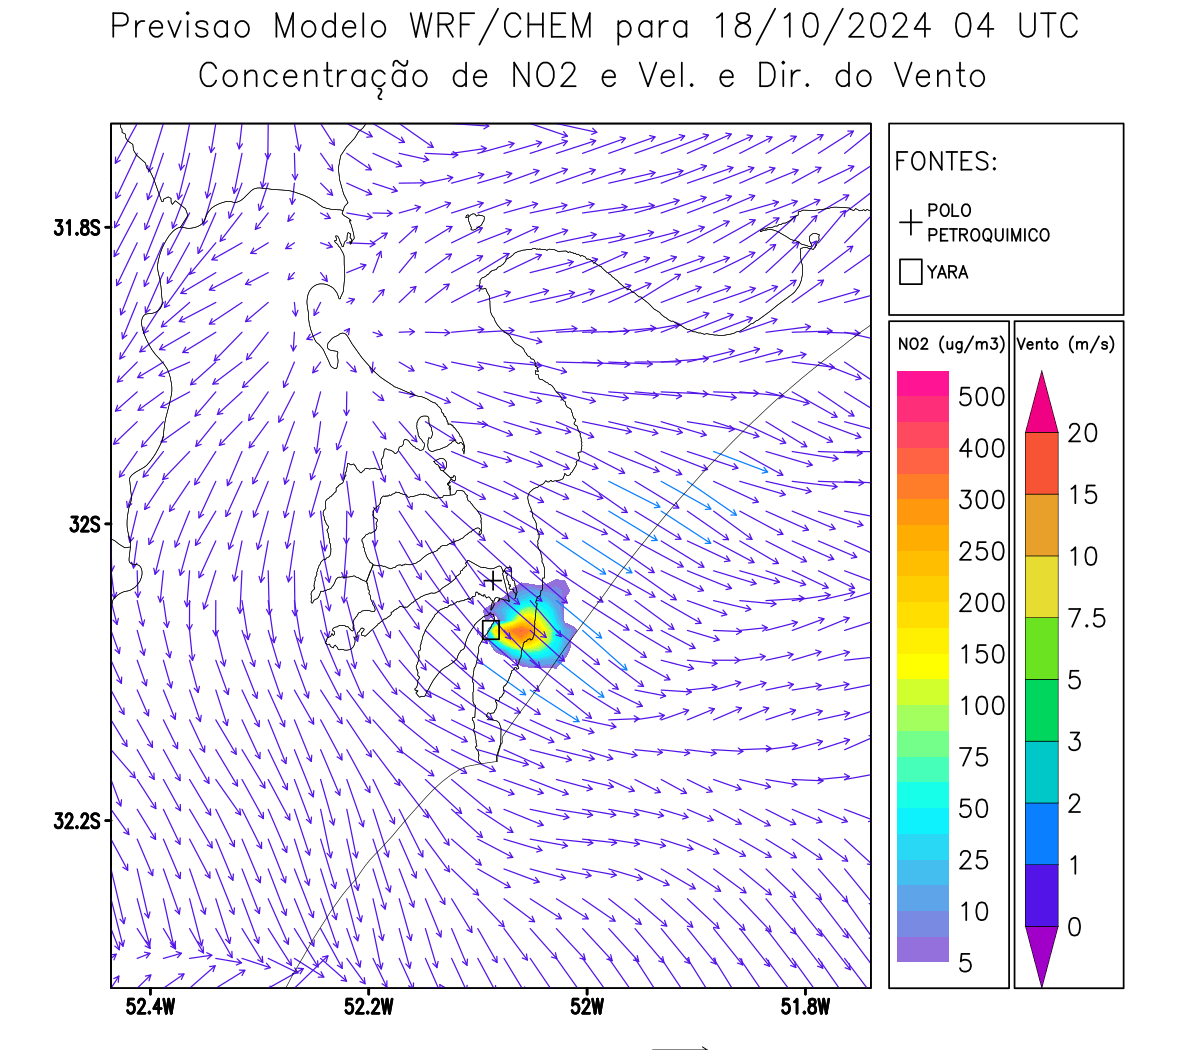 Previsao Modelo WRF/CHEM para 18/10/2024 04 UTC
Concentração de NO2 e Vel. e Dir. do Vento
FONTES:
POLO
PETROQUIMICO
YARA
NO2 (ug/m3)
500
400
300
250
200
150
100
75
50
25
10
5
Vento (m/s)
20
15
10
7.5
5
3
2
1
0
31.8S
32S
32.2S
52.4W
52.2W
52W
51.8W